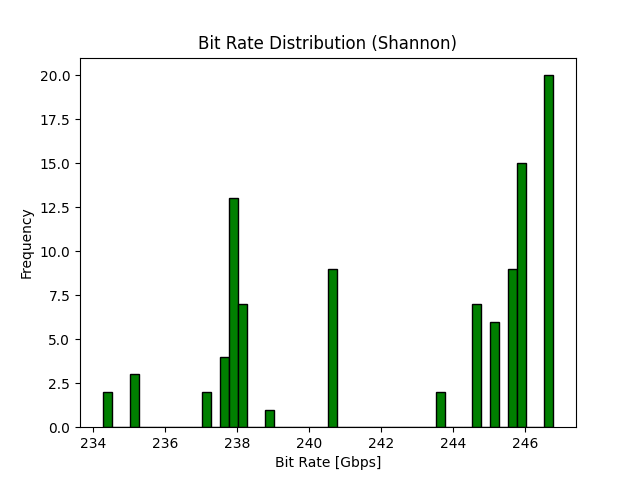 Bit Rate Distribution (Shannon)
20.0
17.5
15.0
12.5
10.0
7.5
5.0
2.5
0.0
Frequency
234 236 238 240 242 244 246
Bit Rate [Gbps]